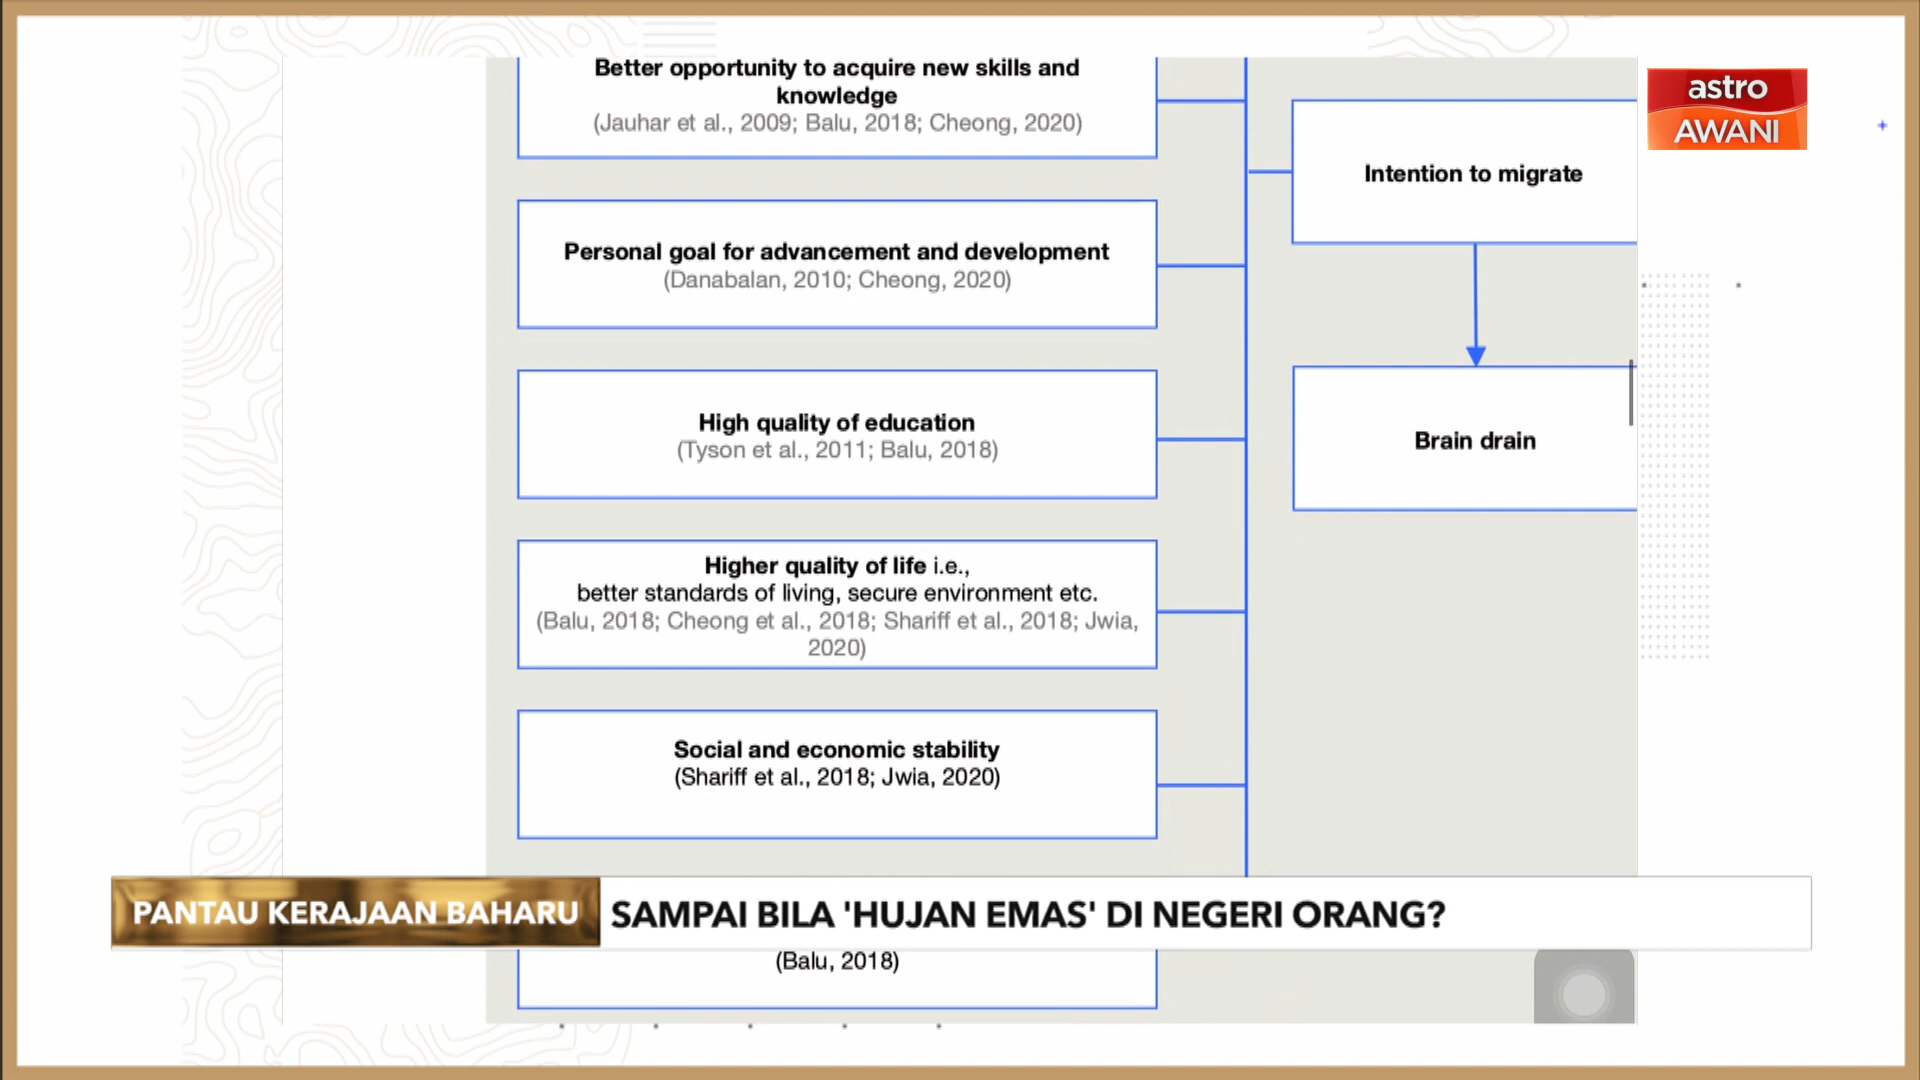 Better opportunity to acquire new skills and
knowledge
(Jauhar et al., 2009; Balu, 2018; Cheong, 2020)
Personal goal for advancement and development
(Danabalan, 2010; Cheong, 2020)
High quality of education
(Tyson et al., 2011; Balu, 2018)
Higher quality of life i.e.,
better standards of living, secure environment etc.
(Balu, 2018; Cheong et al., 2018; Shariff et al., 2018; Jwia,
2020)
Social and economic stability
(Shariff et al., 2018; Jwia, 2020)
(Balu, 2018)
Intention to migrate
Brain drain
astro
AWANI
PANTAU KERAJAAN BAHARU
SAMPAI BILA 'HUJAN EMAS' DI NEGERI ORANG?